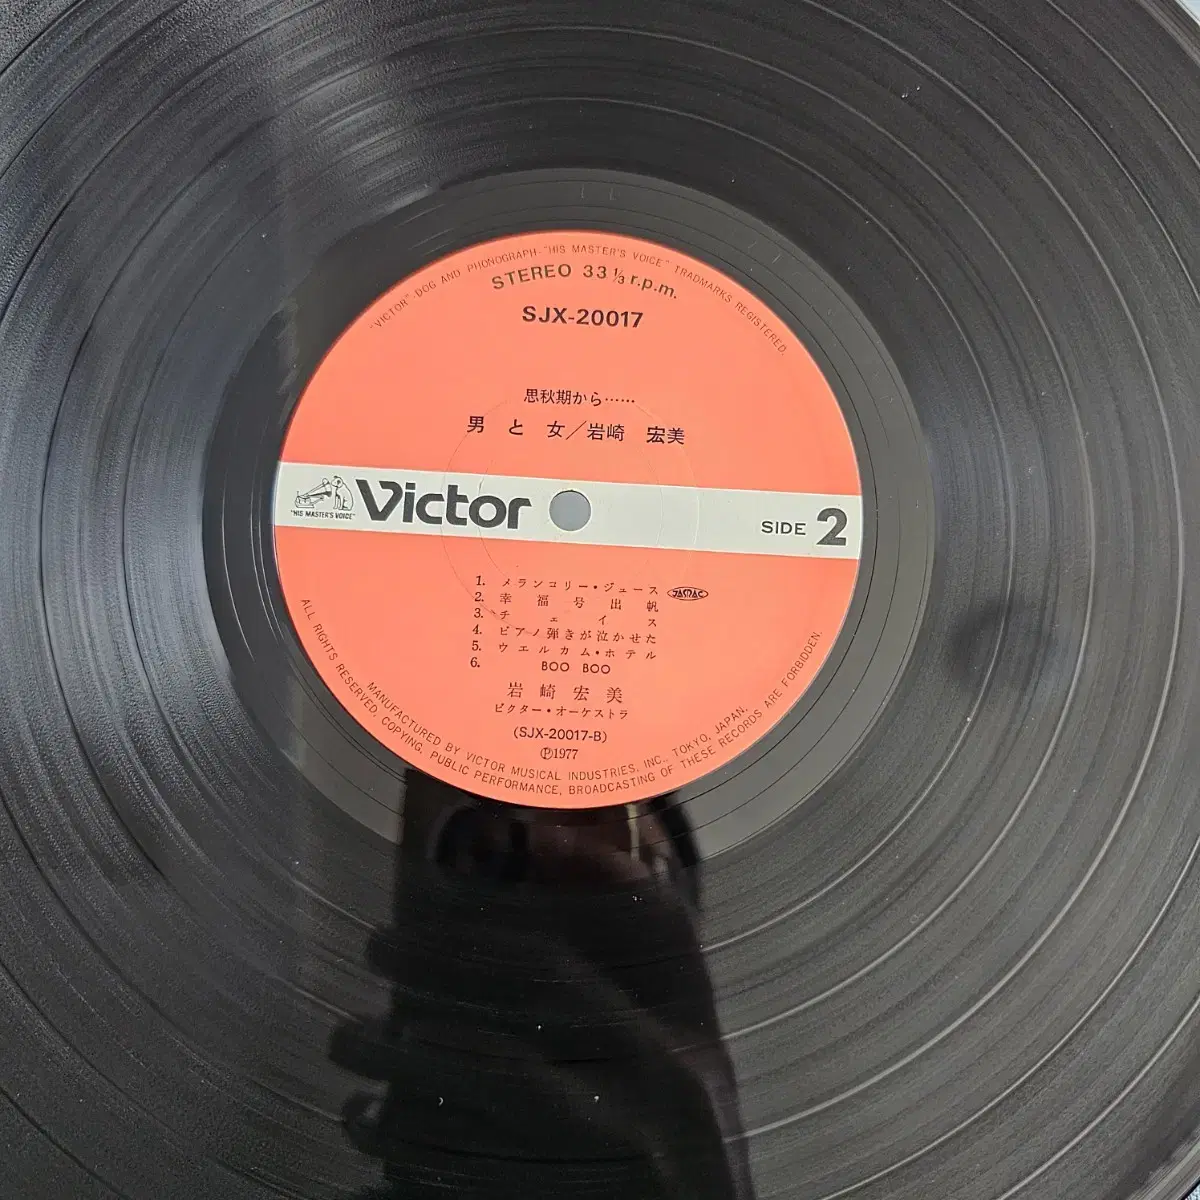 "VICTOR" DOG AND PHONOGRAPH-"HIS MASTER'S VOICE" TRADMARKS REGISTERED.
STEREO 33⅓ r.p.m.
SJX-20017
思秋期から……
男と女/岩崎 宏美
"HIS MASTER'S VOICE"
Victor
SIDE 2
1. メランコリー・ジュース
JASRAC
2. 幸福号出帆
3. チェイス
4. ピアノ弾きが泣かせた
5. ウエルカム・ホテル
6. BOO BOO
岩崎宏美
ビクター・オーケストラ
(SJX-20017-B)
Ⓟ1977
MANUFACTURED BY VICTOR MUSICAL INDUSTRIES, INC., TOKYO, JAPAN.
ALL RIGHTS RESERVED, COPYING, PUBLIC PERFORMANCE, BROADCASTING OF THESE RECORDS ARE FORBIDDEN.